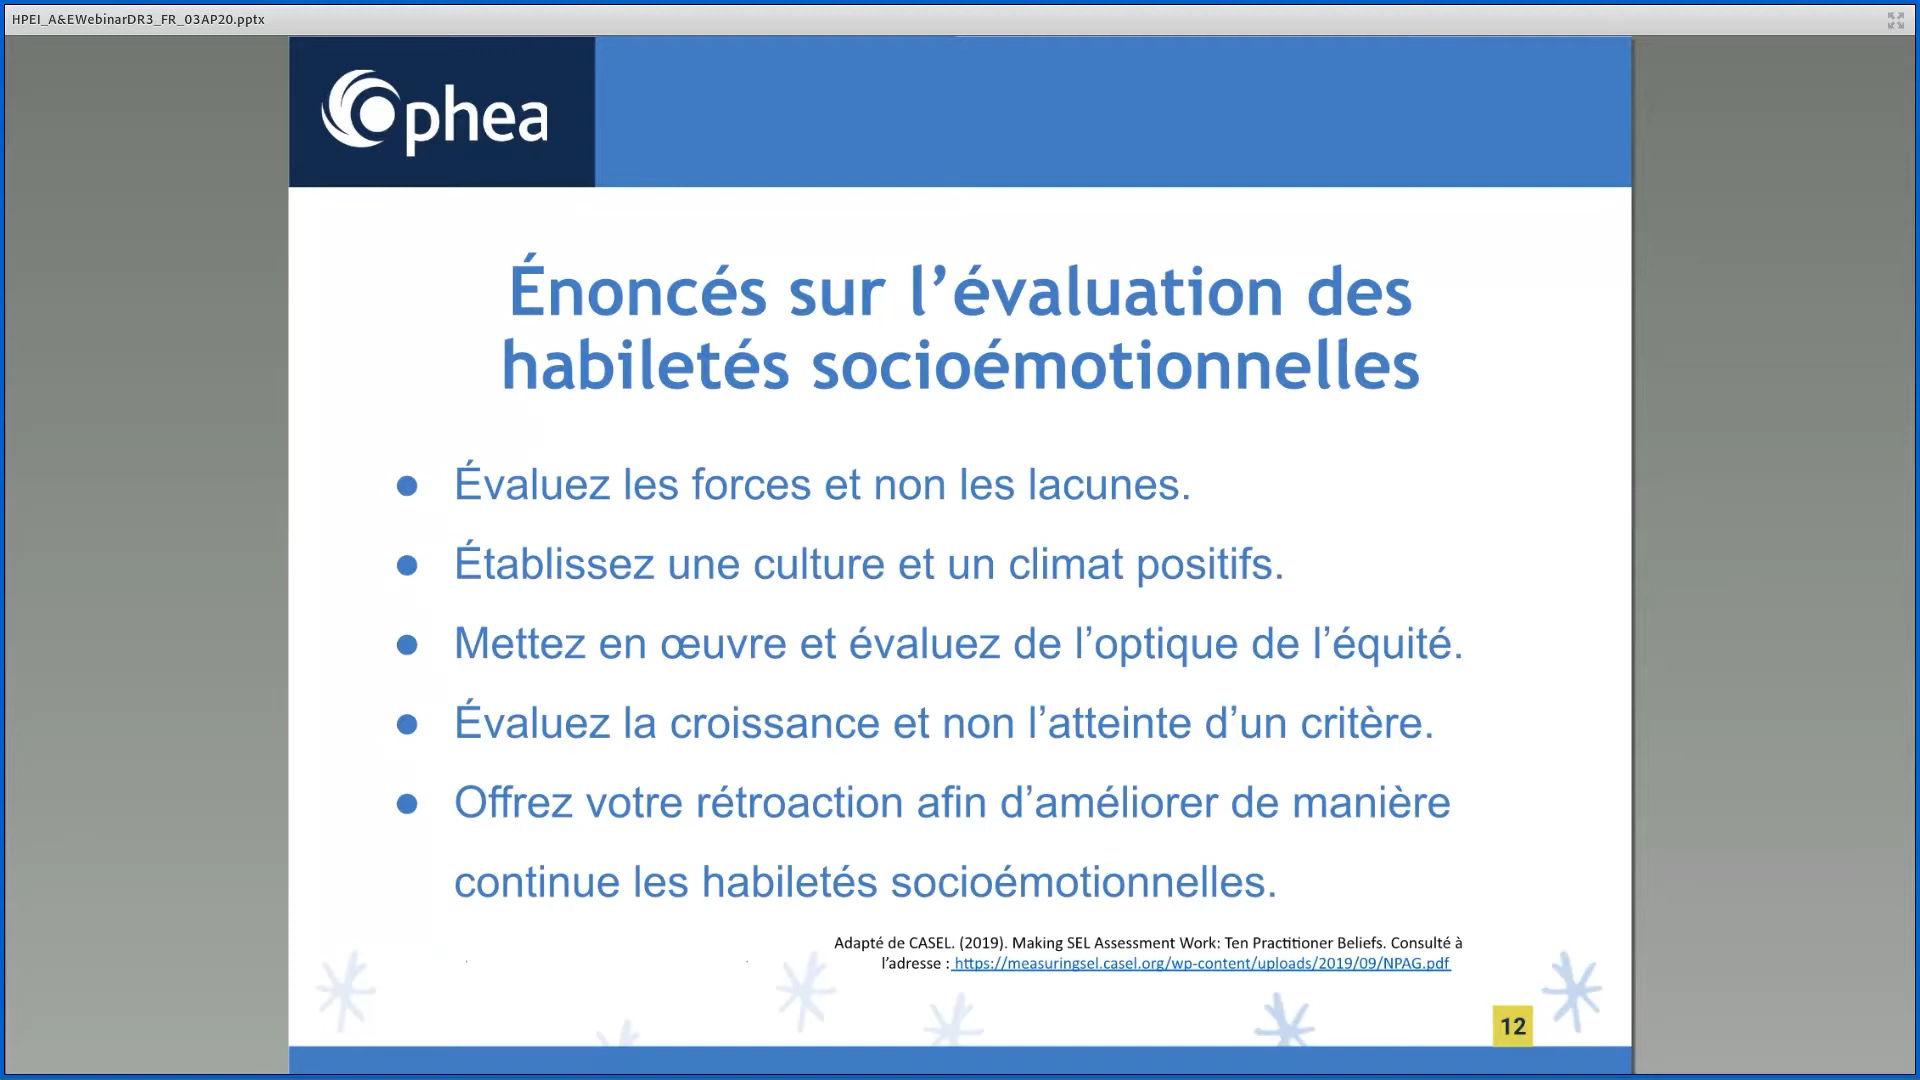 HPEI_A&EWebinarDR3_FR_03AP20.pptx
Ophea
Énoncés sur l’évaluation des
habiletés socioémotionnelles
● Évaluez les forces et non les lacunes.
● Établissez une culture et un climat positifs.
● Mettez en œuvre et évaluez de l’optique de l’équité.
● Évaluez la croissance et non l’atteinte d’un critère.
● Offrez votre rétroaction afin d’améliorer de manière
continue les habiletés socioémotionnelles.
Adapté de CASEL. (2019). Making SEL Assessment Work: Ten Practitioner Beliefs. Consulté à
l’adresse : https://measuringsel.casel.org/wp-content/uploads/2019/09/NPAG.pdf
12